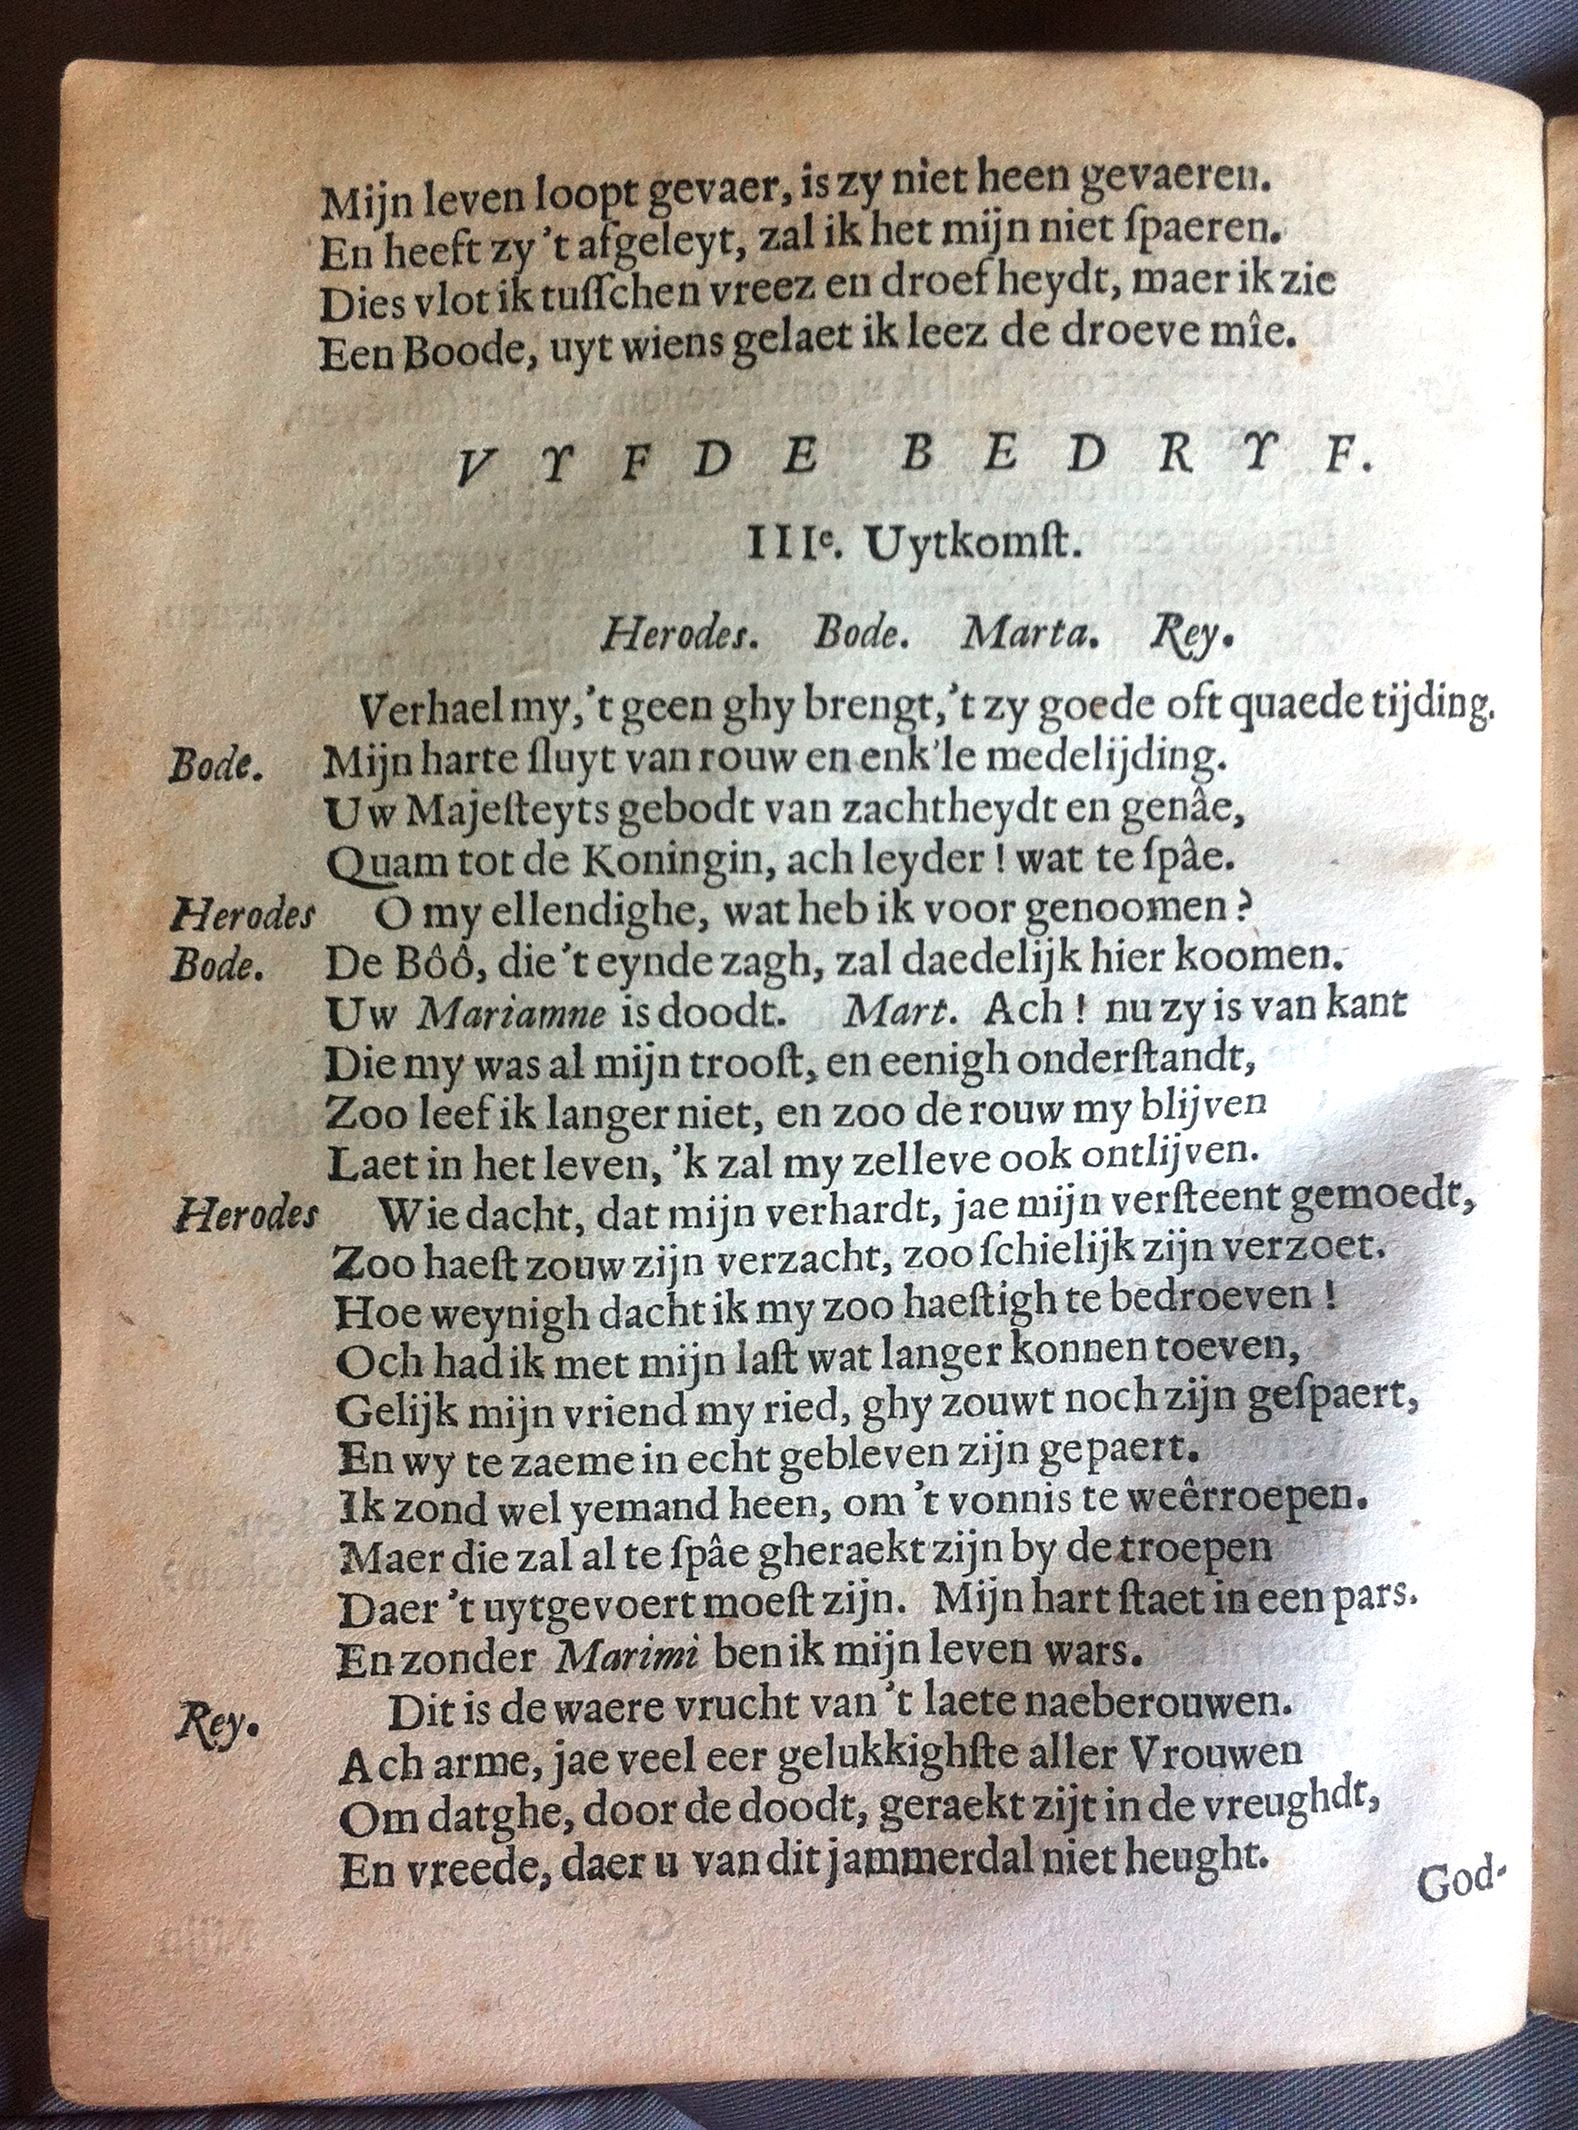 Mijn leven loopt gevaer, is zy niet heen gevaeren.
En heeft zy 't afgeleyt, zal ik het mijn niet ſpaeren.
Dies vlot ik tuſſchen vreez en droefheydt, maer ik zie
Een Boode, uyt wiens gelaet ik leez de droeve mîe.
VYFDE BEDRYF.
IIIe. Uytkomſt.
Herodes. Bode. Marta. Rey.
Verhael my, 't geen ghy brengt, 't zy goede oft quaede tijding.
Bode. Mijn harte ſluyt van rouw en enk'le medelijding.
Uw Majeſteyts gebodt van zachtheydt en genâe,
Quam tot de Koningin, ach leyder! wat te ſpâe.
Herodes O my ellendighe, wat heb ik voor genoomen?
Bode. De Bôô, die 't eynde zagh, zal daedelijk hier koomen.
Uw Mariamne is doodt. Mart. Ach! nu zy is van kant
Die my was al mijn trooſt, en eenigh onderſtandt,
Zoo leef ik langer niet, en zoo de rouw my blijven
Laet in het leven, 'k zal my zelleve ook ontlijven.
Herodes Wie dacht, dat mijn verhardt, jae mijn verſteent gemoedt,
Zoo haeſt zouw zijn verzacht, zoo ſchielijk zijn verzoet.
Hoe weynigh dacht ik my zoo haeſtigh te bedroeven!
Och had ik met mijn laſt wat langer konnen toeven,
Gelijk mijn vriend my ried, ghy zouwt noch zijn geſpaert,
En wy te zaeme in echt gebleven zijn gepaert.
Ik zond wel yemand heen, om 't vonnis te weêrroepen.
Maer die zal al te ſpâe gheraekt zijn by de troepen
Daer 't uytgevoert moeſt zijn. Mijn hart ſtaet in een pars.
En zonder Marimi ben ik mijn leven wars.
Rey. Dit is de waere vrucht van 't laete naeberouwen.
Ach arme, jae veel eer gelukkighſte aller Vrouwen
Om datghe, door de doodt, geraekt zijt in de vreughdt,
En vreede, daer u van dit jammerdal niet heught.
God-